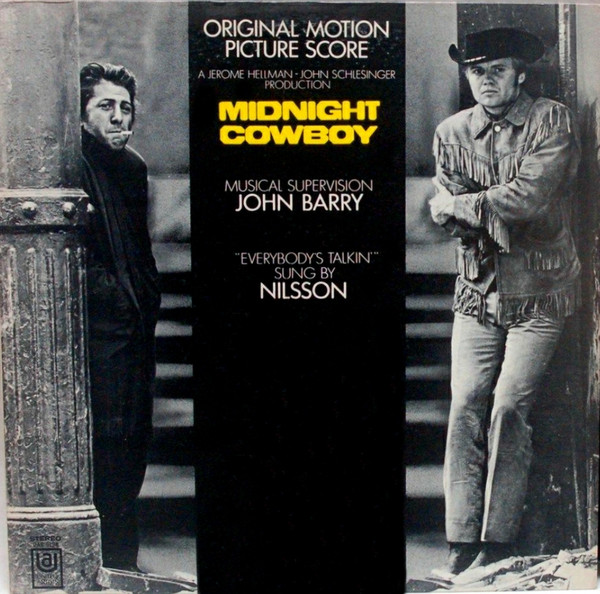 ORIGINAL MOTION
PICTURE SCORE
A JEROME HELLMAN • JOHN SCHLESINGER
PRODUCTION
MIDNIGHT
COWBOY
MUSICAL SUPERVISION
JOHN BARRY
"EVERYBODY'S TALKIN'"
SUNG BY
NILSSON
STEREO